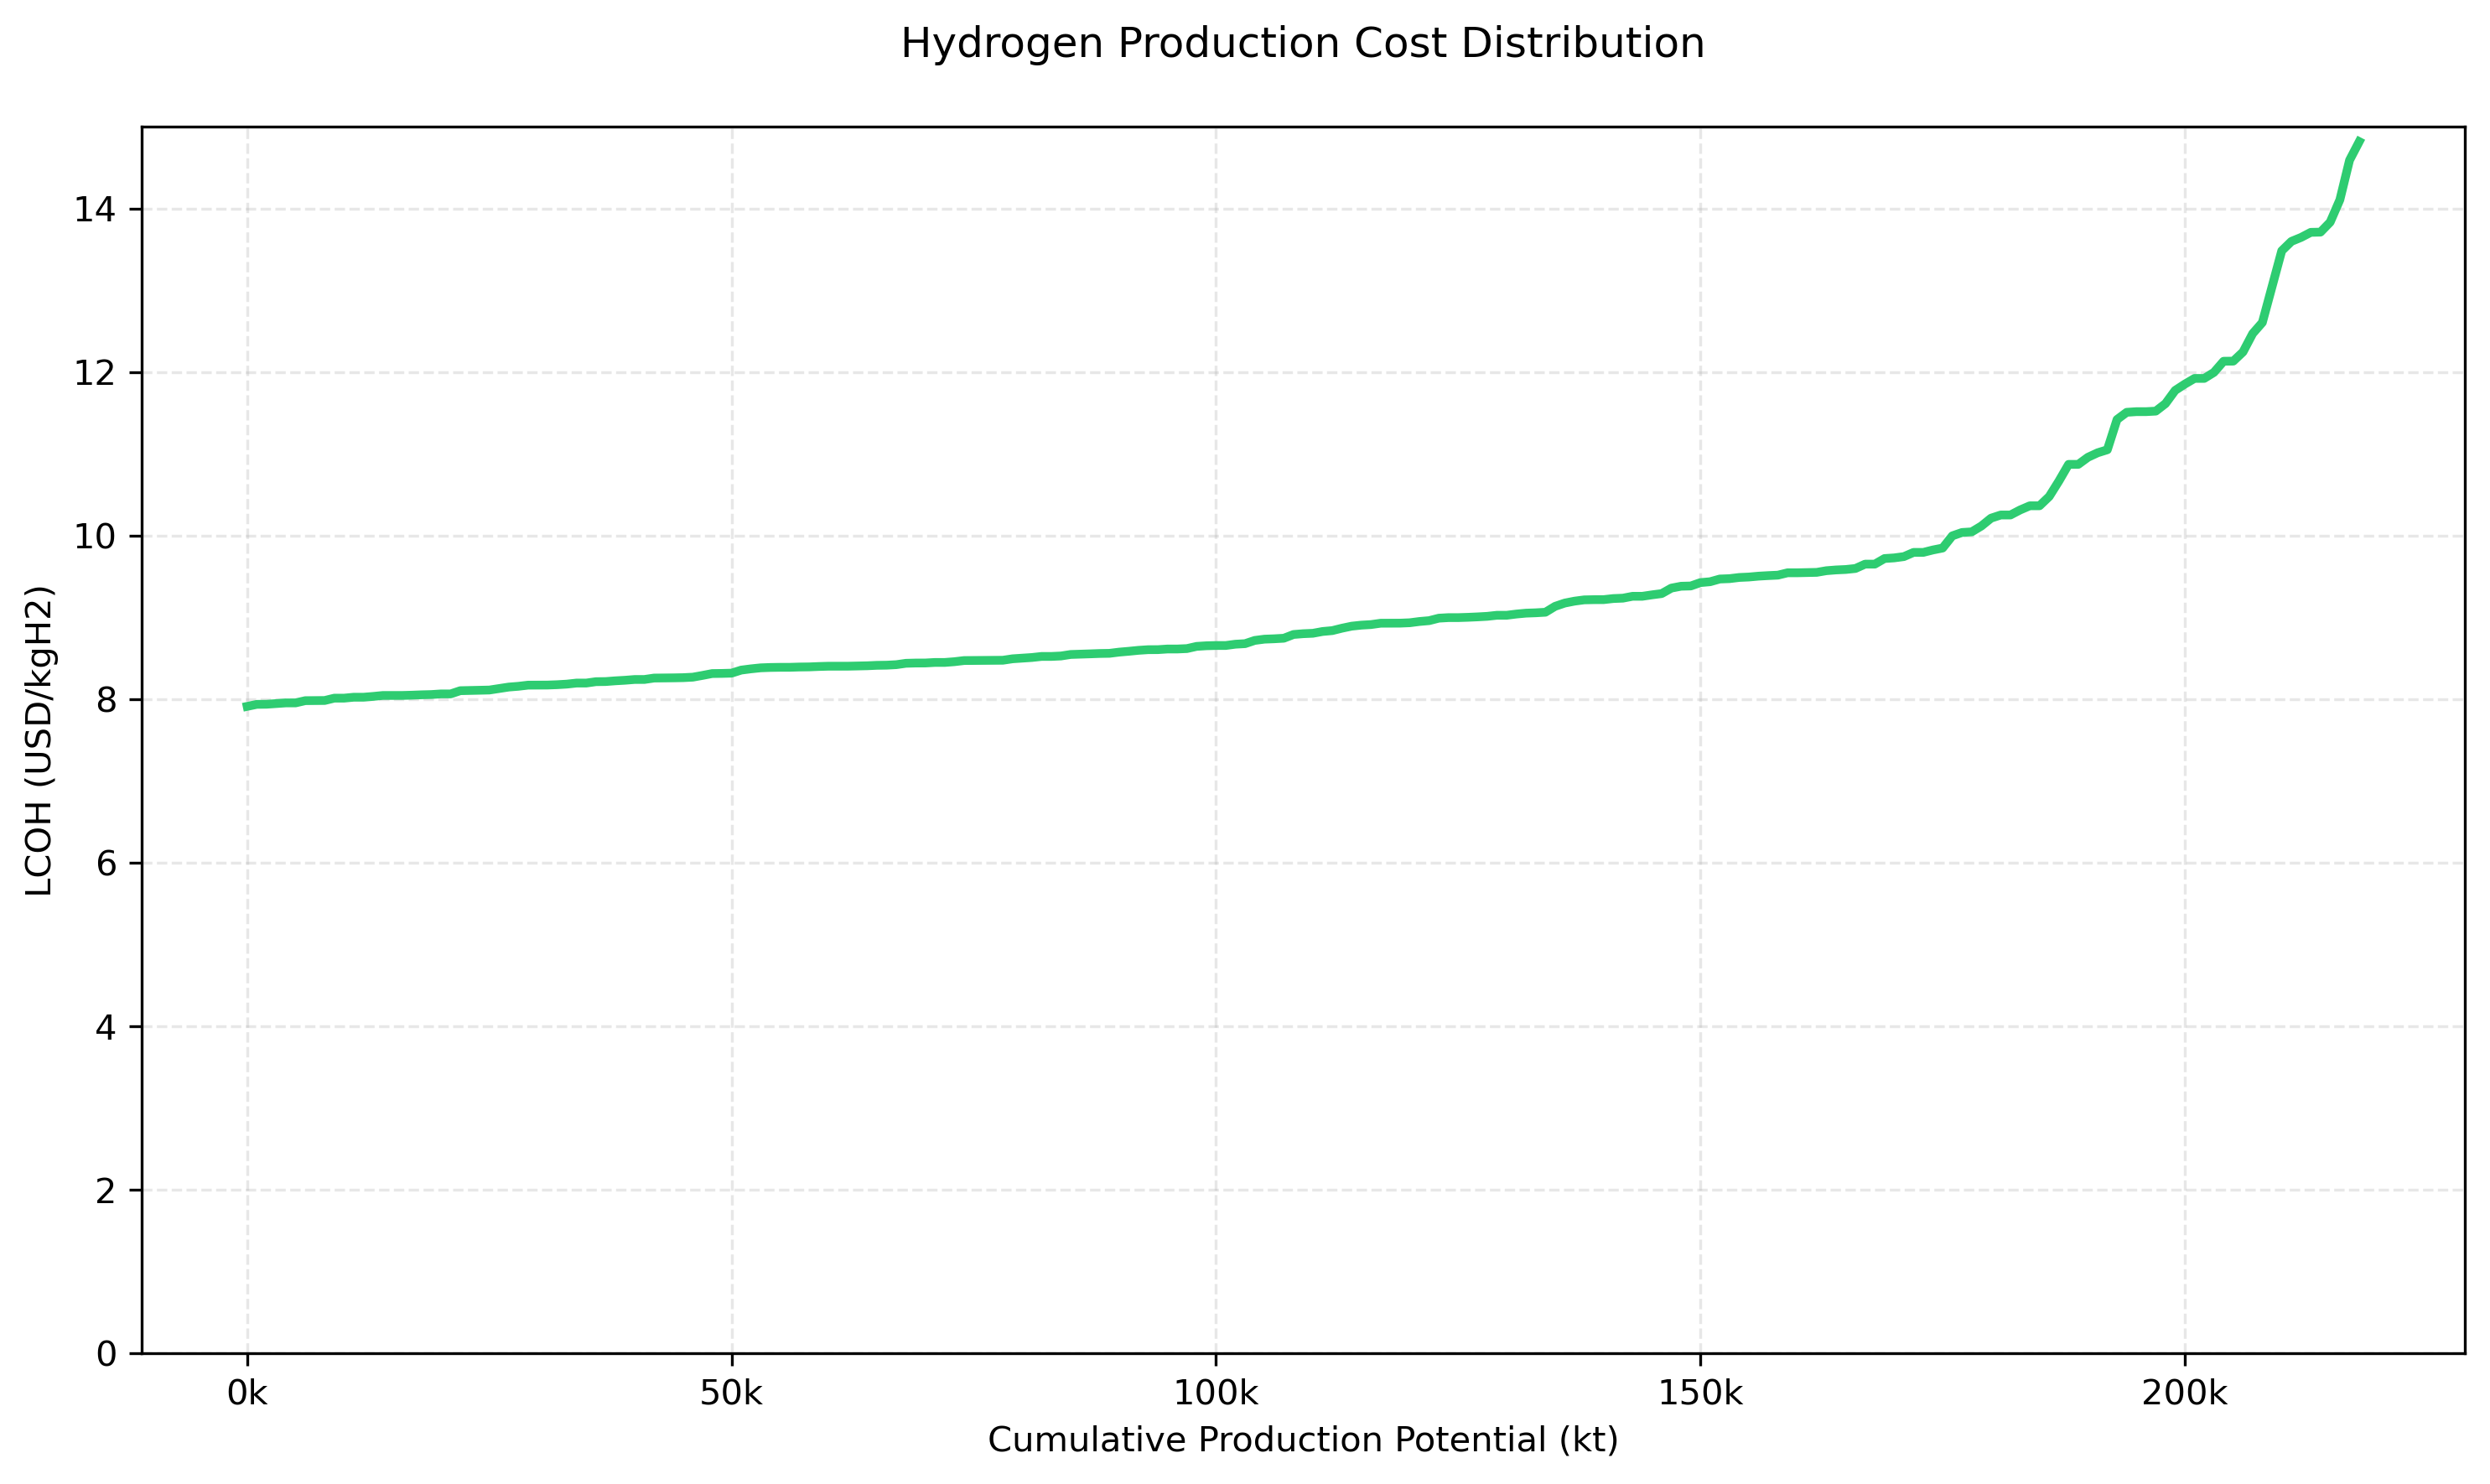 Hydrogen Production Cost Distribution
LCOH (USD/kgH2)
14
12
10
8
6
4
2
0
0k
50k
100k
150k
200k
Cumulative Production Potential (kt)